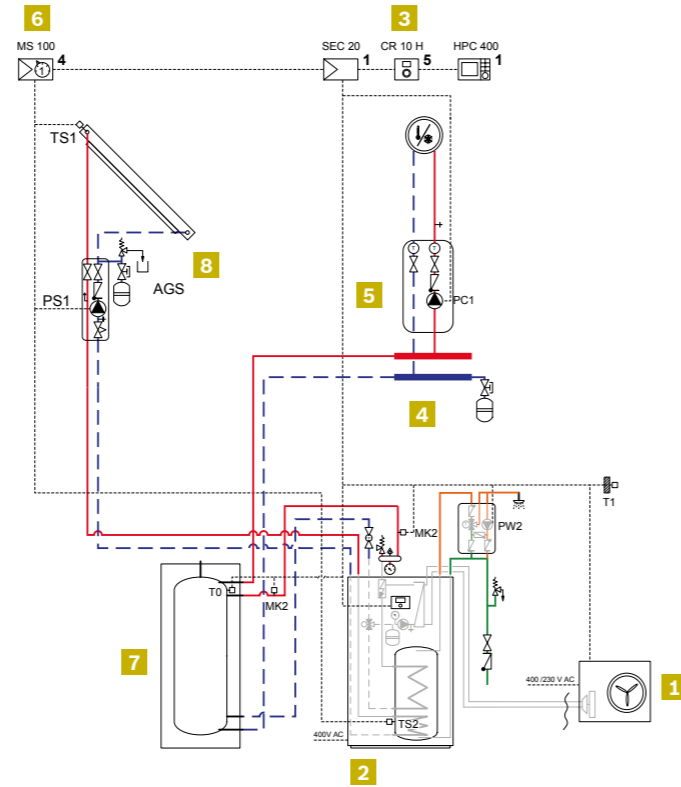 6
3
MS 100
SEC 20
CR 10 H
HPC 400
1
4
1
5
1
TS1
8
AGS
PS1
5
PC1
T T
4
T1
PW2
MK2
T0
MK2
7
400 /230 V AC
1
TS2
400V AC
2